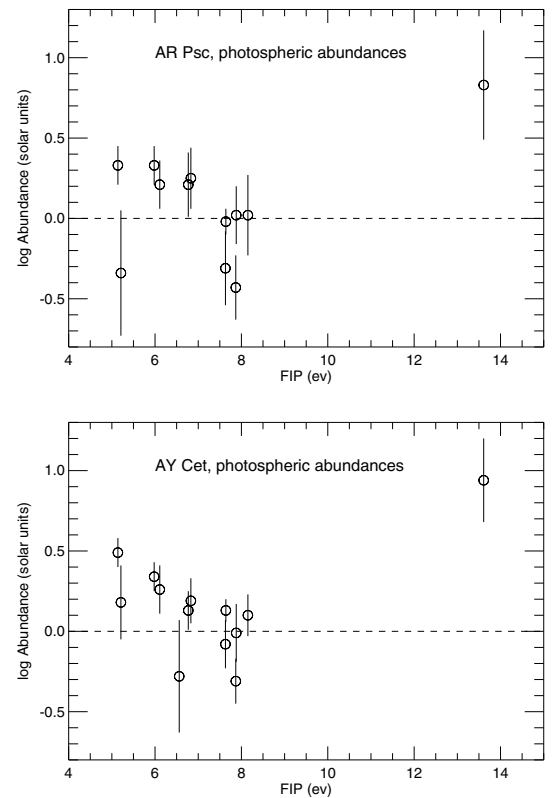 AR Psc, photospheric abundances
log Abundance (solar units)
1.0
0.5
0.0
-0.5
4 6 8 10 12 14
FIP (ev)
AY Cet, photospheric abundances
log Abundance (solar units)
1.0
0.5
0.0
-0.5
4 6 8 10 12 14
FIP (ev)